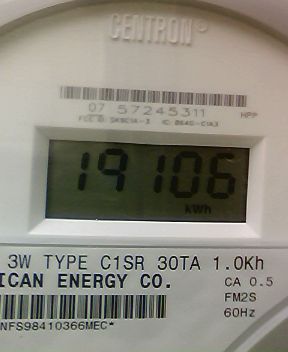 CENTRON®
07 57245311 HPP
19106
kWh
3W TYPE C1SR 30TA 1.0Kh
ICAN ENERGY CO. CA 0.5
FM2S
NFS98410366MEC* 60Hz